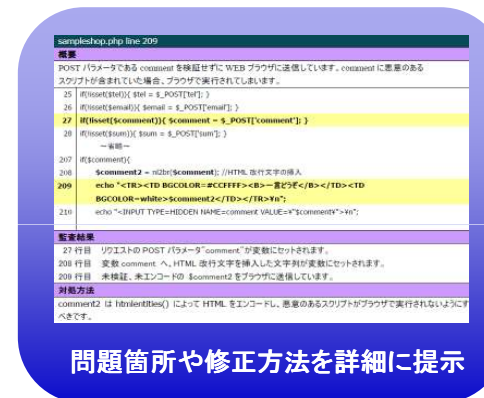 sampleshop.php line 209
概要
POST パラメータである comment を検証せずに WEB ブラウザに送信しています。comment に悪意のある
スクリプトが含まれていた場合、ブラウザで実行されてしまいます。
25 if(!isset($tel)){ $tel = $_POST['tel']; }
26 if(!isset($email)){ $email = $_POST['email']; }
27 if(!isset($comment)){ $comment = $_POST['comment']; }
28 if(!isset($sum)){ $sum = $_POST['sum']; }
～省略～
207 if($comment){
208 $comment2 = nl2br($comment); //HTML 改行文字の挿入
209 echo "<TR><TD BGCOLOR=#CCFFFF><B>一言どうぞ</B></TD><TD
BGCOLOR=white>$comment2</TD></TR>¥n";
210 echo "<INPUT TYPE=HIDDEN NAME=comment VALUE=¥"$comment¥">¥n";
監査結果
27 行目 リクエストの POST パラメータ"comment"が変数にセットされます。
208 行目 変数 comment へ、HTML 改行文字を挿入した文字列が変数にセットされます。
209 行目 未検証、未エンコードの $comment2 をブラウザに送信しています。
対処方法
comment2 は htmlentities() によって HTML をエンコードし、悪意のあるスクリプトがブラウザで実行されないようにす
べきです。
問題箇所や修正方法を詳細に提示